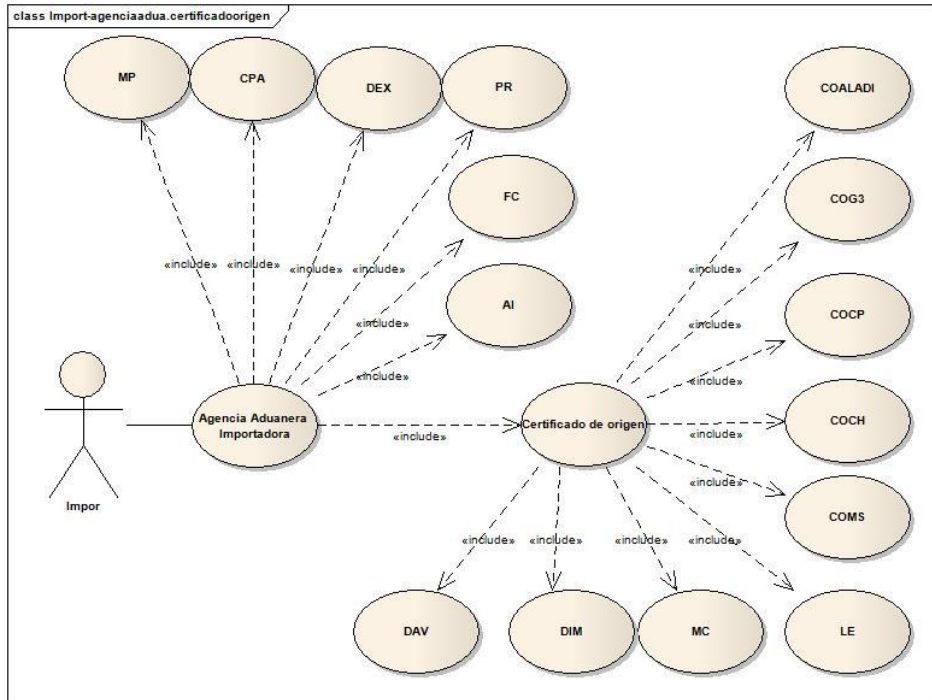 class Import-agenciaadua.certificadoorigen
MP
CPA
DEX
PR
COALADI
FC
COG3
«include»
«include»
«include»
«include»
«include»
«include»
AI
COCP
«include»
«include»
«include»
«include»
Impor
Agencia Aduanera
Importadora
«include»
Certificado de origen
«include»
COCH
«include»
COMS
«include»
«include»
«include»
«include»
DAV
DIM
MC
LE